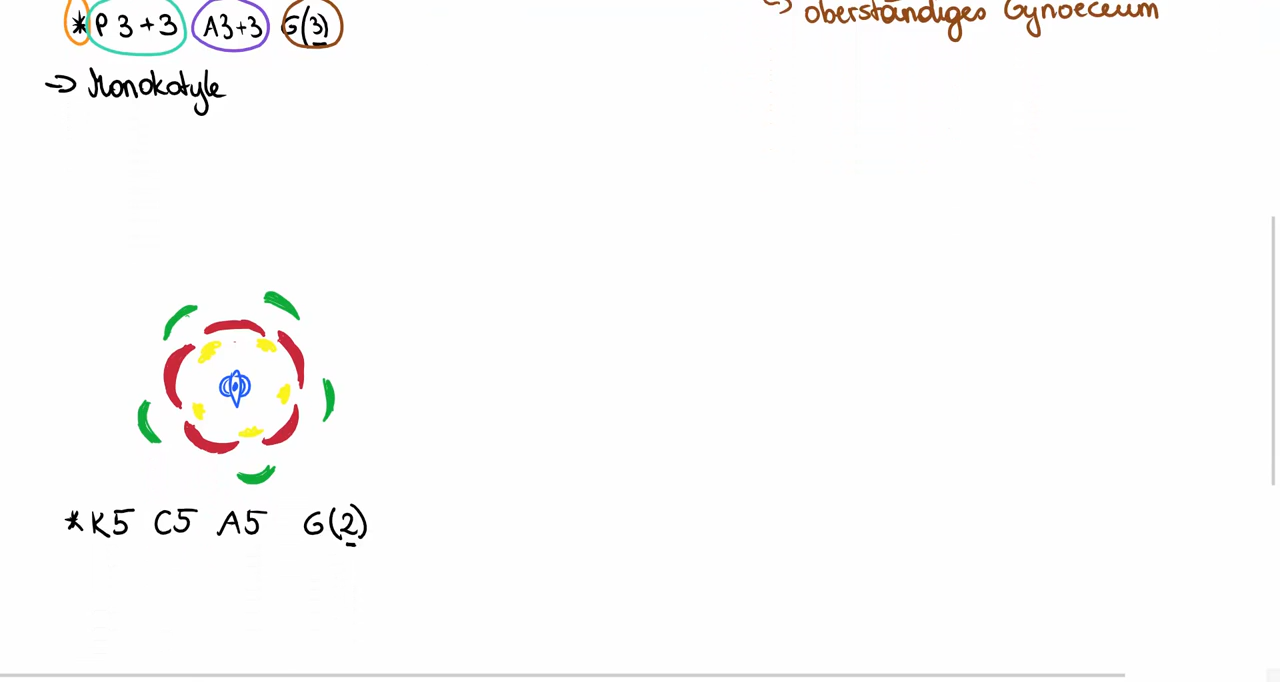 * P 3+3 A3+3 G(3)
→ oberständiges Gynoeceum
→ Monokotyle
* K5 C5 A5 G(2)